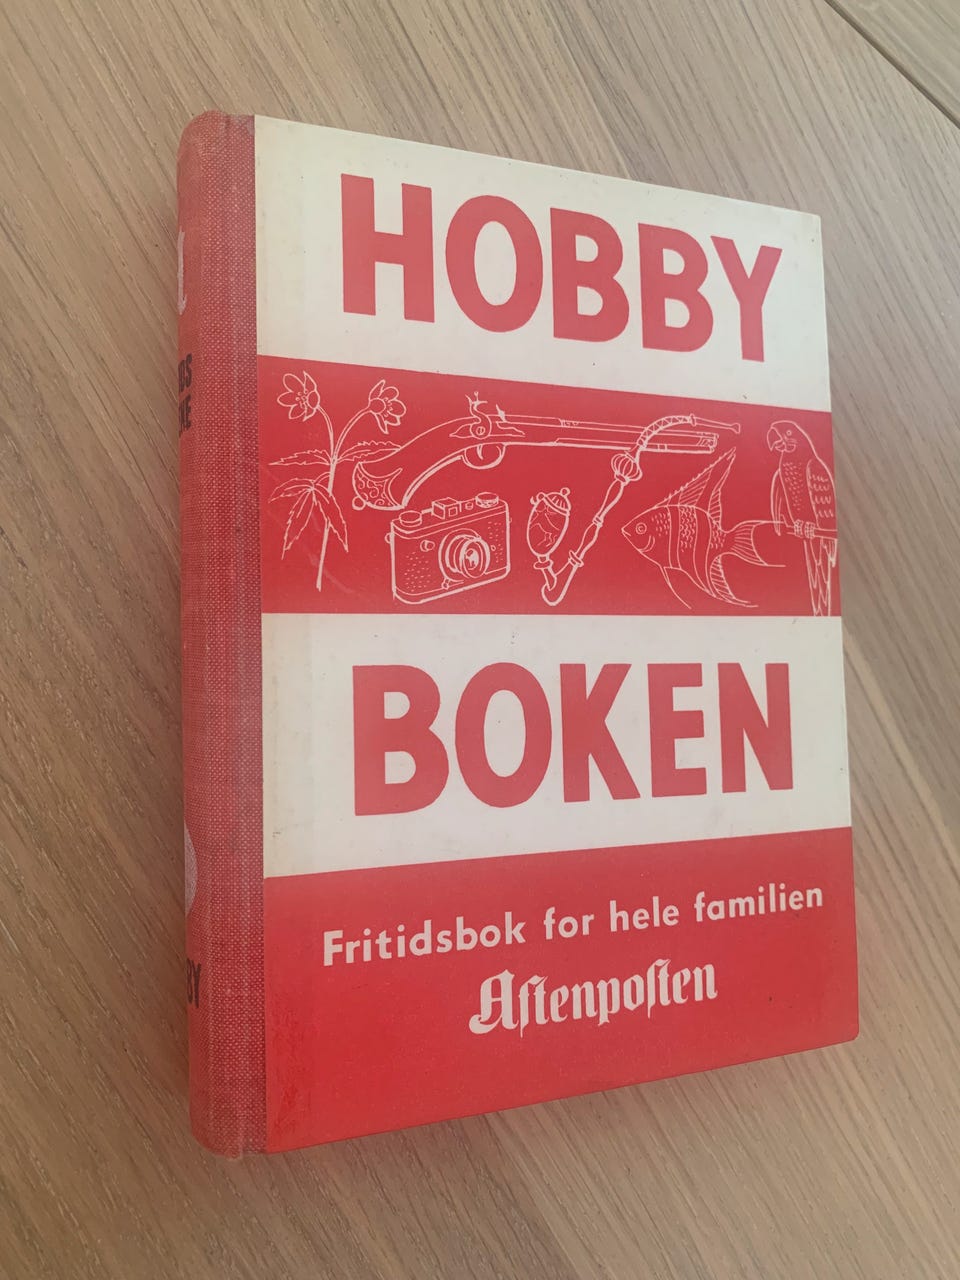 HOBBY
BOKEN
Fritidsbok for hele familien
Aftenposten